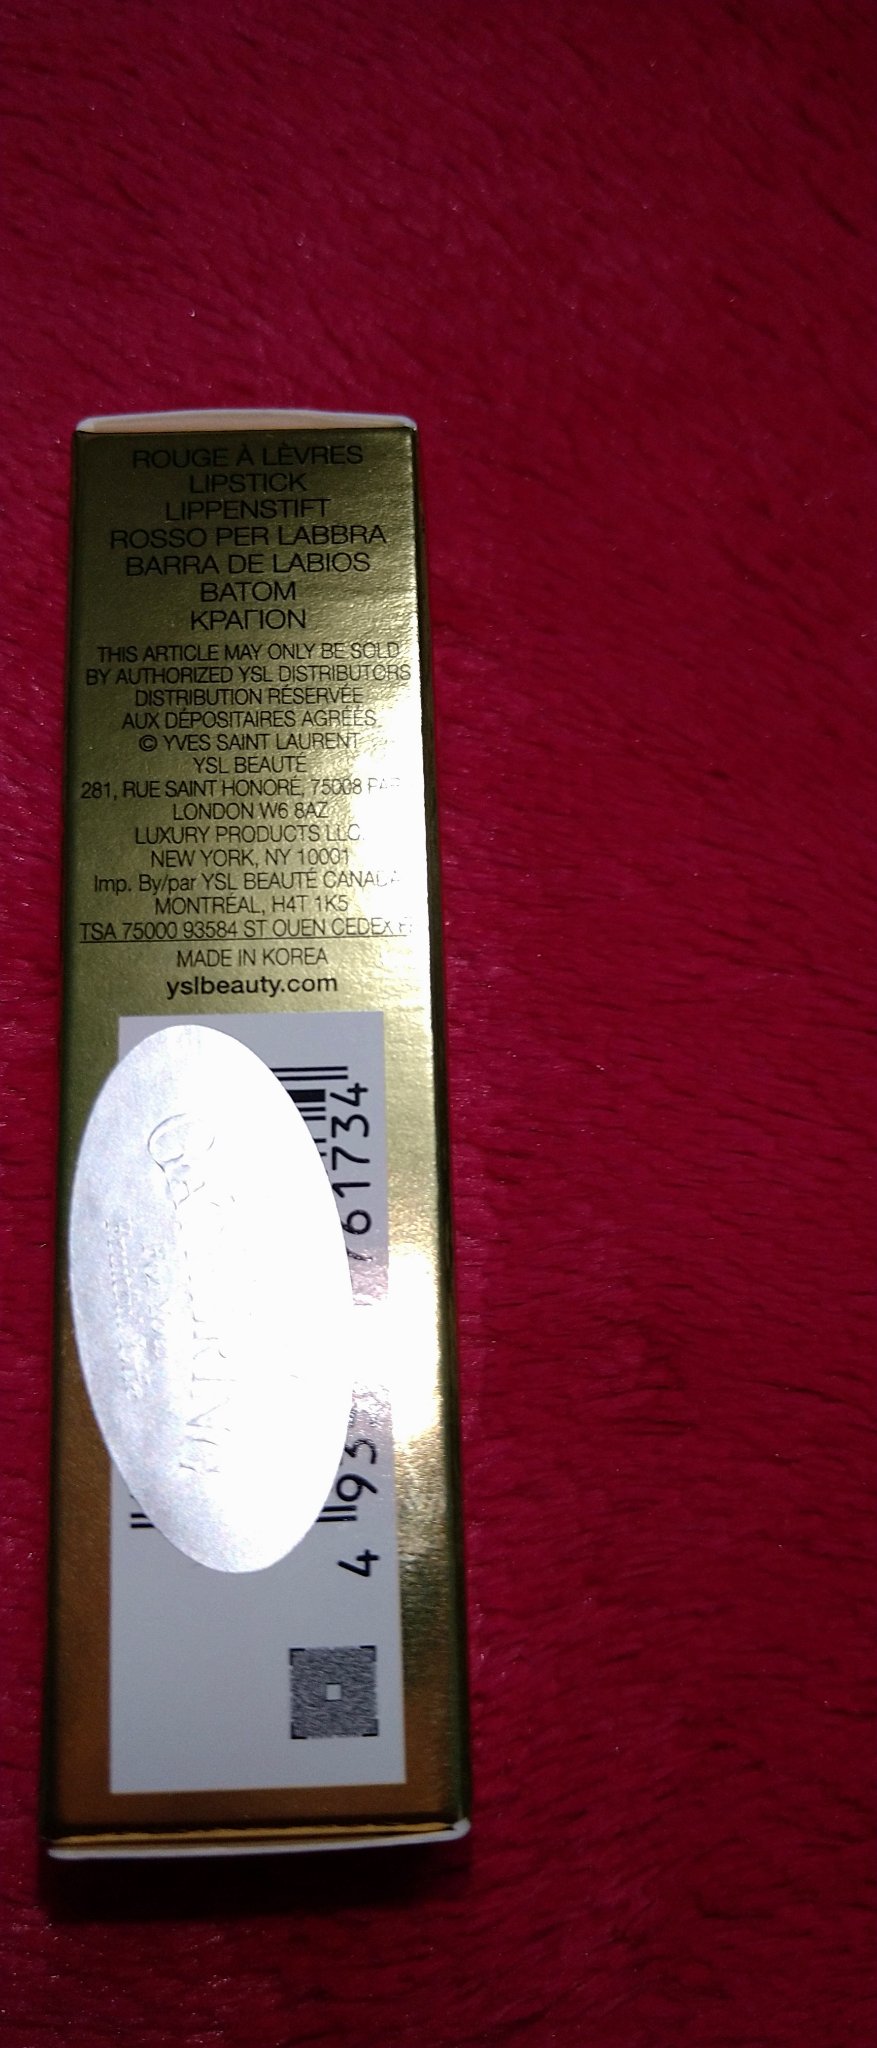 ROUGE À LÈVRES
LIPSTICK
LIPPENSTIFT
ROSSO PER LABBRA
BARRA DE LABIOS
BATOM
ΚΡΑΓΙΟΝ
THIS ARTICLE MAY ONLY BE SOLD
BY AUTHORIZED YSL DISTRIBUTORS
DISTRIBUTION RÉSERVÉE
AUX DÉPOSITAIRES AGRÉÉS
© YVES SAINT LAURENT
YSL BEAUTÉ
281, RUE SAINT HONORÉ, 75008
LONDON W6 8AZ
LUXURY PRODUCTS LLC
NEW YORK, NY 10001
Imp. By/par YSL BEAUTÉ CANADA
MONTRÉAL, H4T 1K5
TSA 75000 93584 ST OUEN CEDEX
MADE IN KOREA
yslbeauty.com
4 93 761734